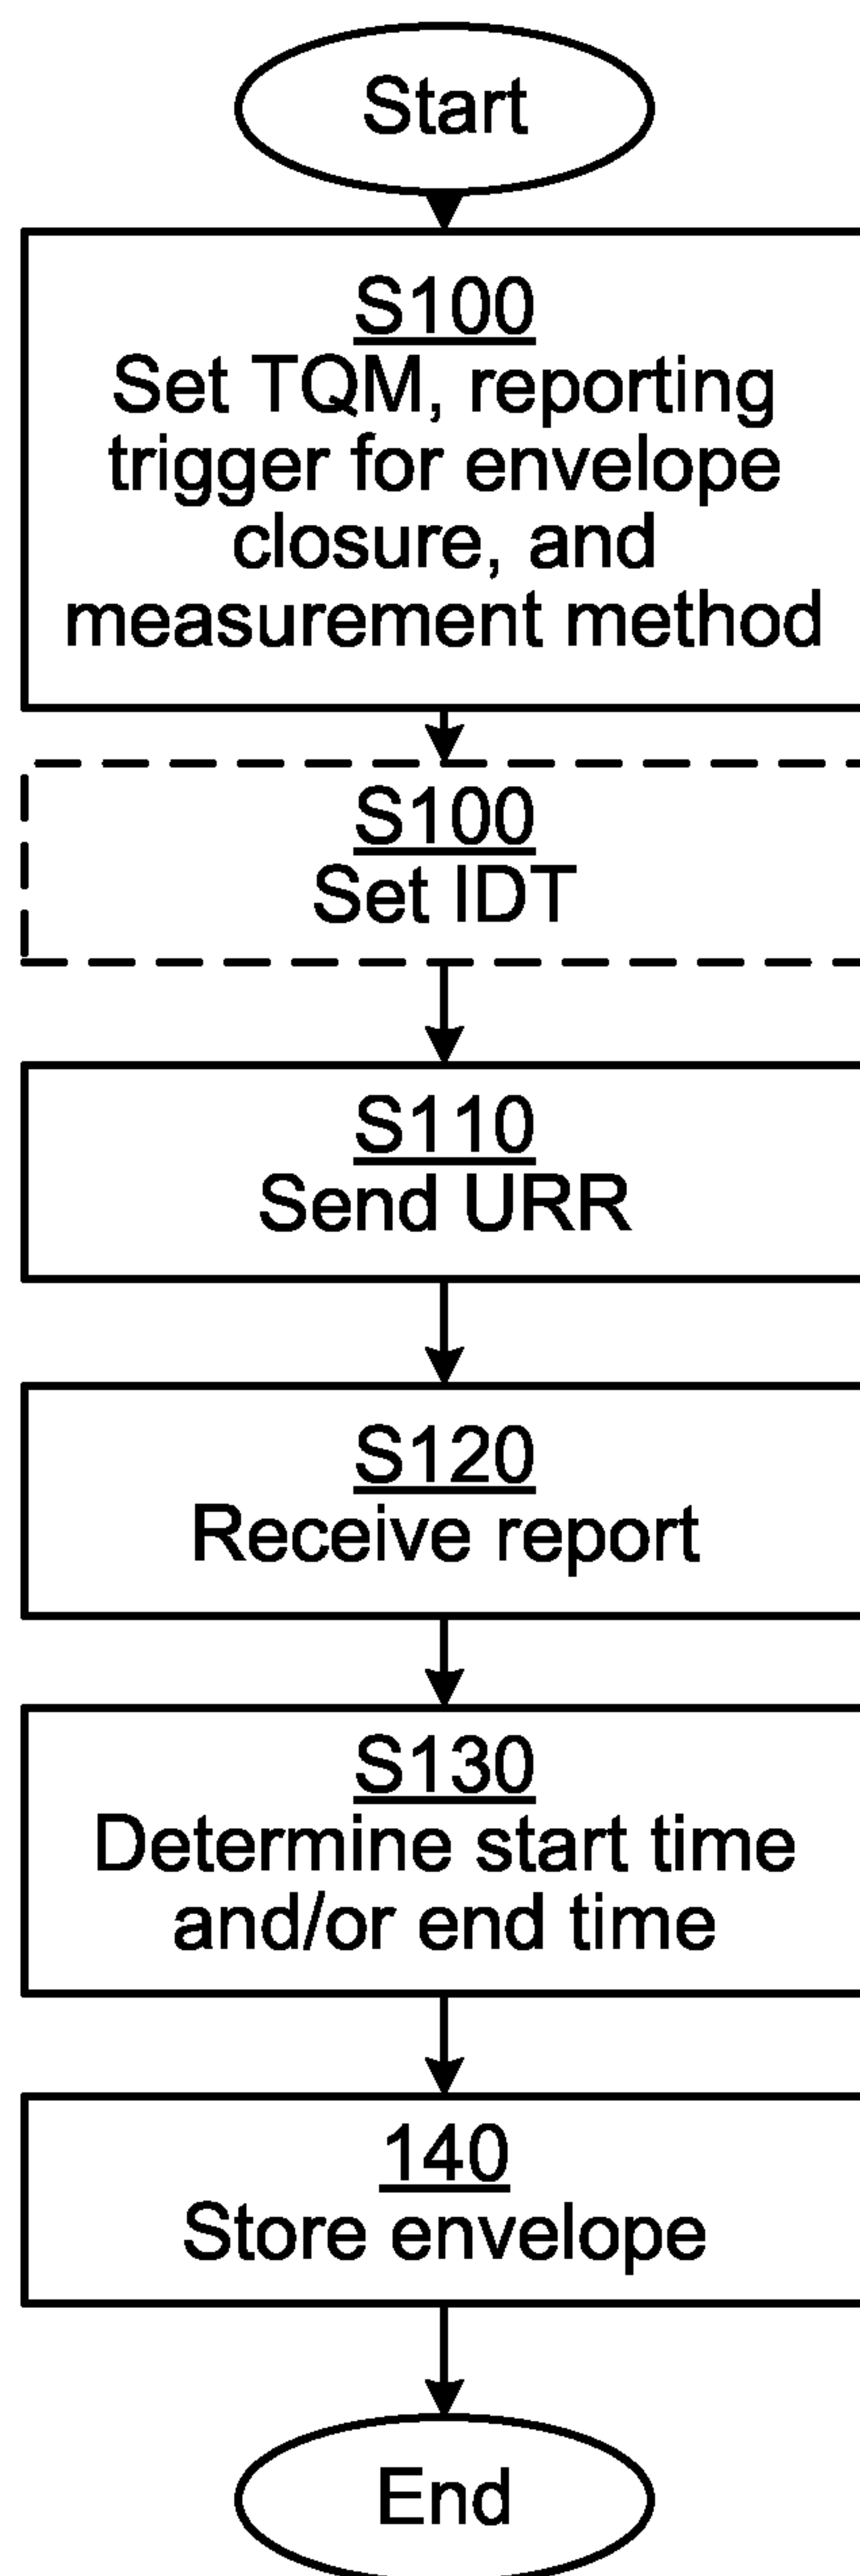 Start
S100
Set TQM, reporting
trigger for envelope
closure, and
measurement method
S100
Set IDT
S110
Send URR
S120
Receive report
S130
Determine start time
and/or end time
140
Store envelope
End